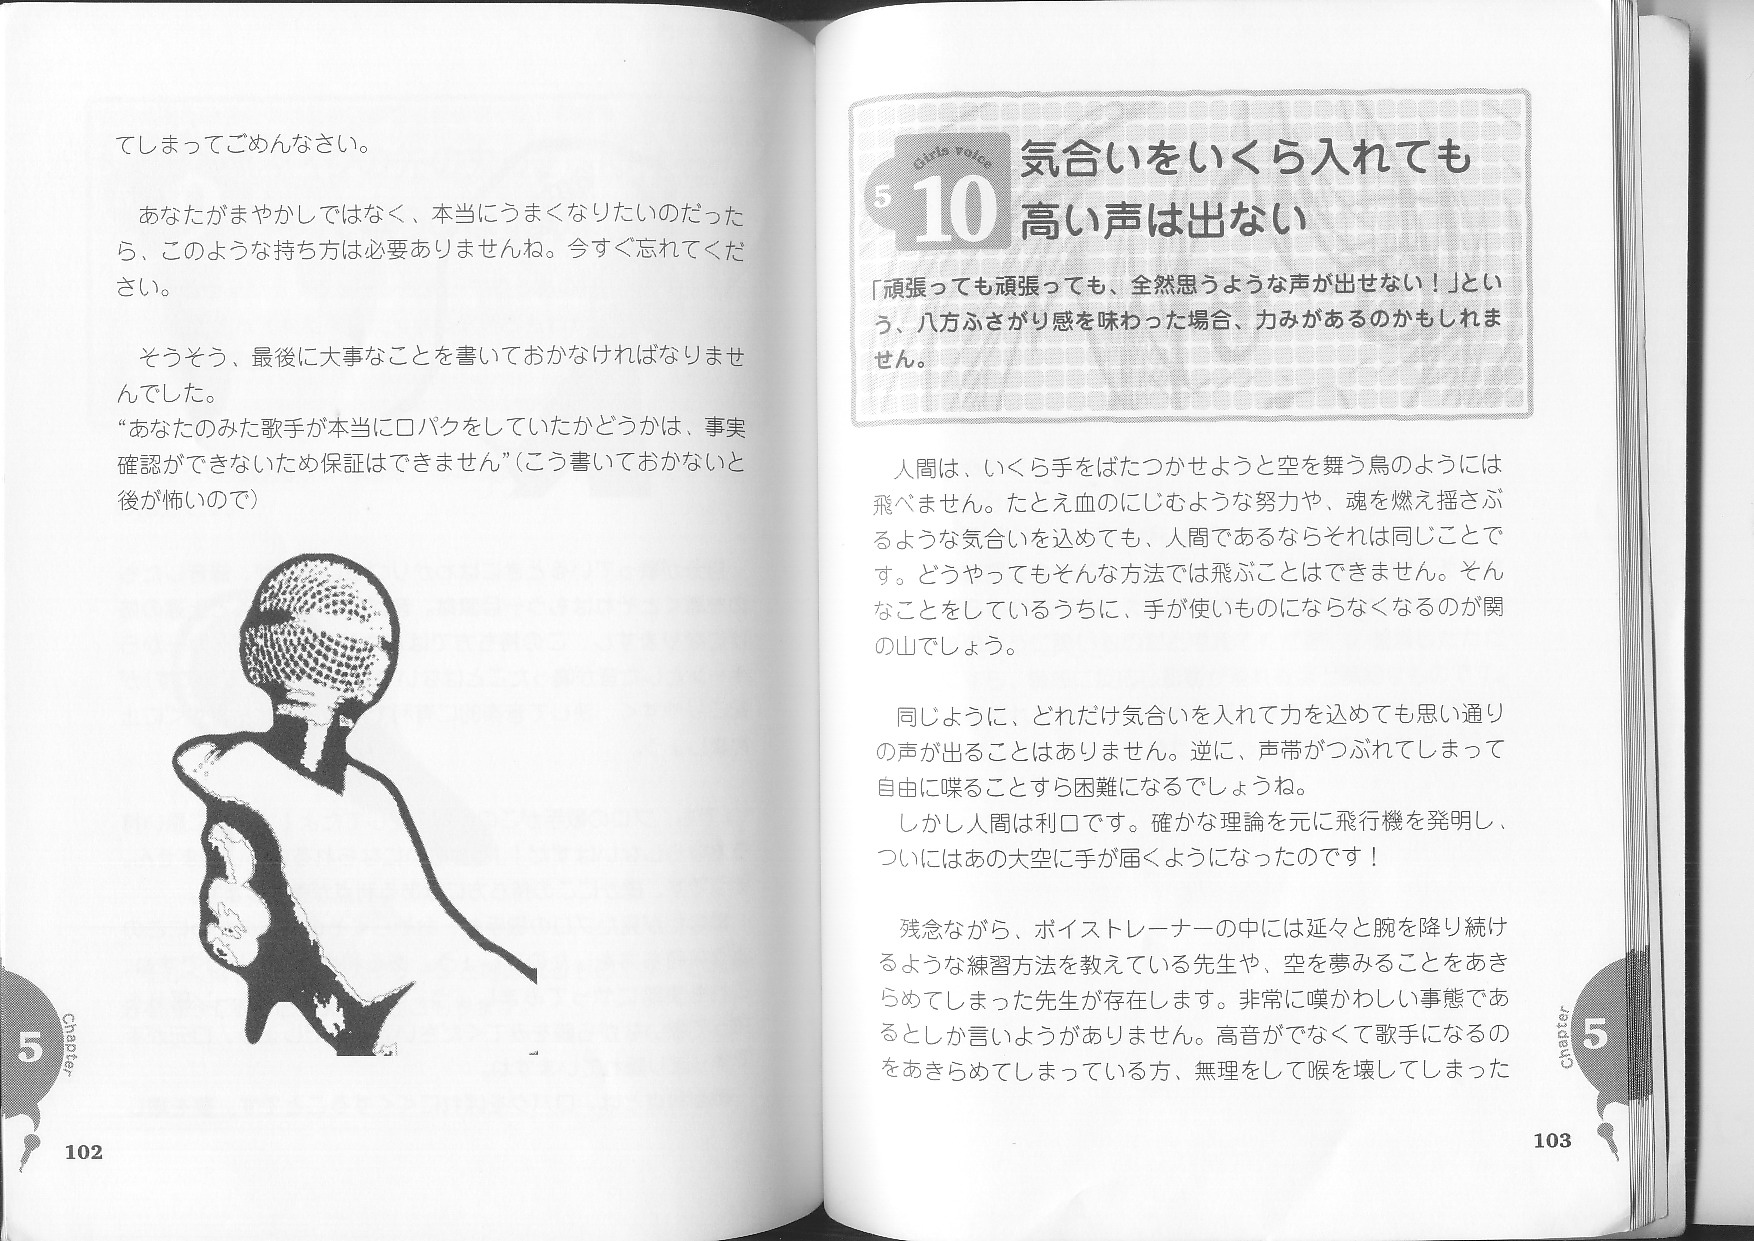 てしまってごめんなさい。
あなたがまやかしではなく、本当にうまくなりたいのだった
ら、このような持ち方は必要ありませんね。今すぐ忘れてくだ
さい。
そうそう、最後に大事なことを書いておかなければなりませ
んでした。
“あなたのみた歌手が本当に口パクをしていたかどうかは、事実
確認ができないため保証はできません”（こう書いておかないと
後が怖いので）
Chapter
5
102
Girls voice
5
10
気合いをいくら入れても
高い声は出ない
「頑張っても頑張っても、全然思うような声が出せない！」とい
う、八方ふさがり感を味わった場合、力みがあるのかもしれま
せん。
人間は、いくら手をばたつかせようと空を舞う鳥のようには
飛べません。たとえ血のにじむような努力や、魂を燃え揺さぶ
るような気合いを込めても、人間であるならそれは同じことで
す。どうやってもそんな方法では飛ぶことはできません。そん
なことをしているうちに、手が使いものにならなくなるのが関
の山でしょう。
同じように、どれだけ気合いを入れて力を込めても思い通り
の声が出ることはありません。逆に、声帯がつぶれてしまって
自由に喋ることすら困難になるでしょうね。
しかし人間は利口です。確かな理論を元に飛行機を発明し、
ついにはあの大空に手が届くようになったのです！
残念ながら、ボイストレーナーの中には延々と腕を降り続け
るような練習方法を教えている先生や、空を夢みることをあき
らめてしまった先生が存在します。非常に嘆かわしい事態であ
るとしか言いようがありません。高音がでなくて歌手になるの
をあきらめてしまっている方、無理をして喉を壊してしまった
Chapter
5
103